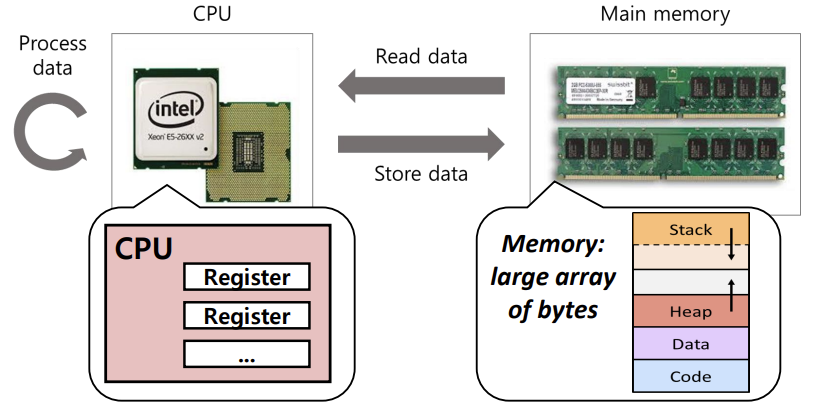 CPU
Main memory
Process
data
Read data
Store data
intel
Xeon E5-26XX v2
CPU
Register
Register
...
Memory:
large array
of bytes
Stack
Heap
Data
Code